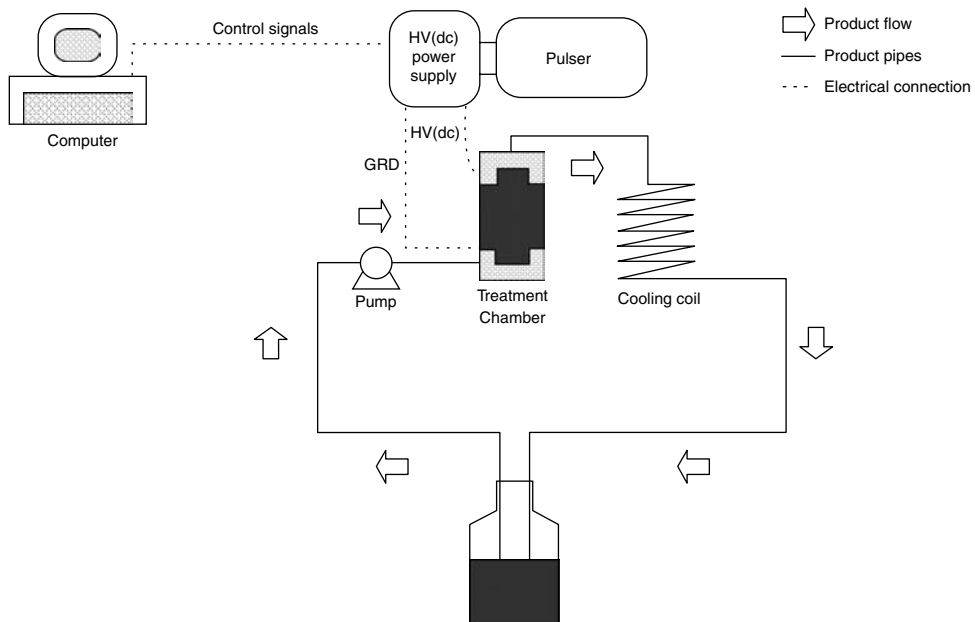 Control signals
HV(dc)
power
supply
Pulser
Product flow
Product pipes
Electrical connection
Computer
HV(dc)
GRD
Pump
Treatment
Chamber
Cooling coil